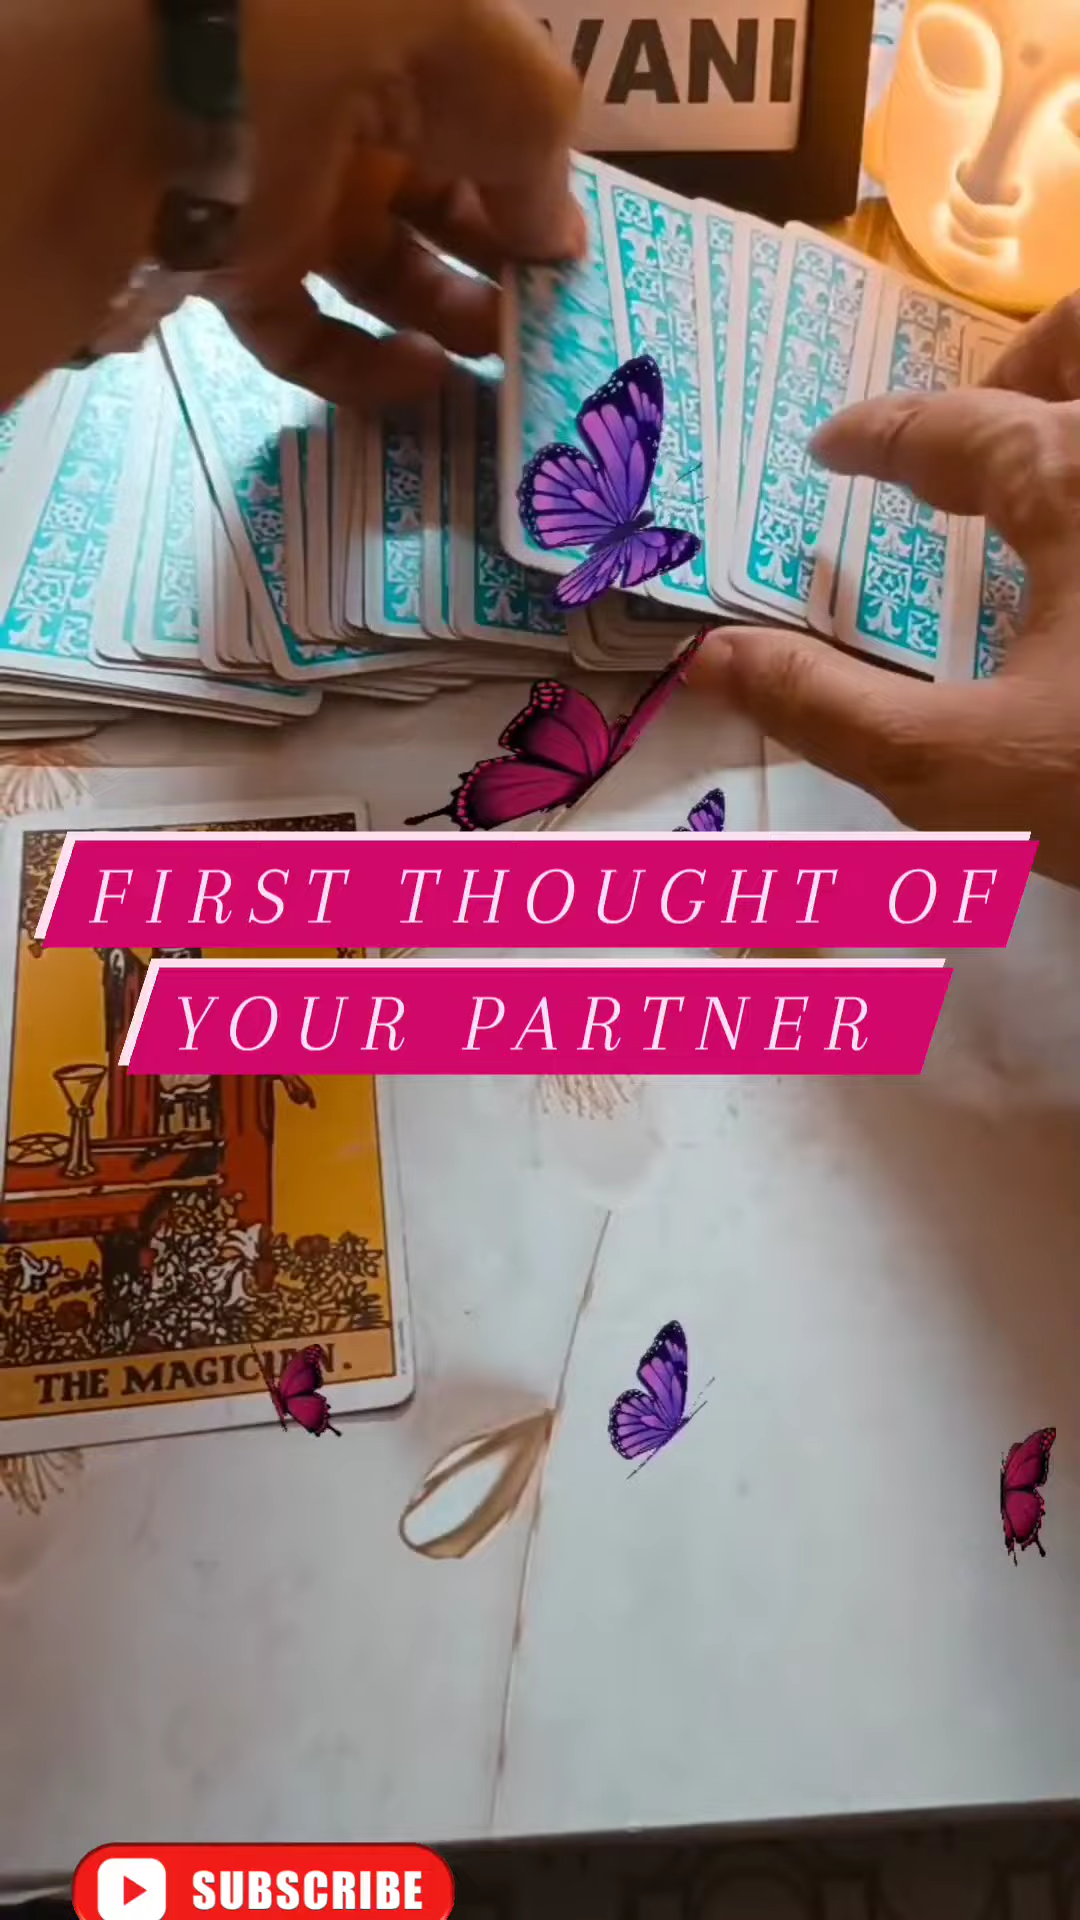 VANI
FIRST THOUGHT OF
YOUR PARTNER
THE MAGICIAN.
SUBSCRIBE